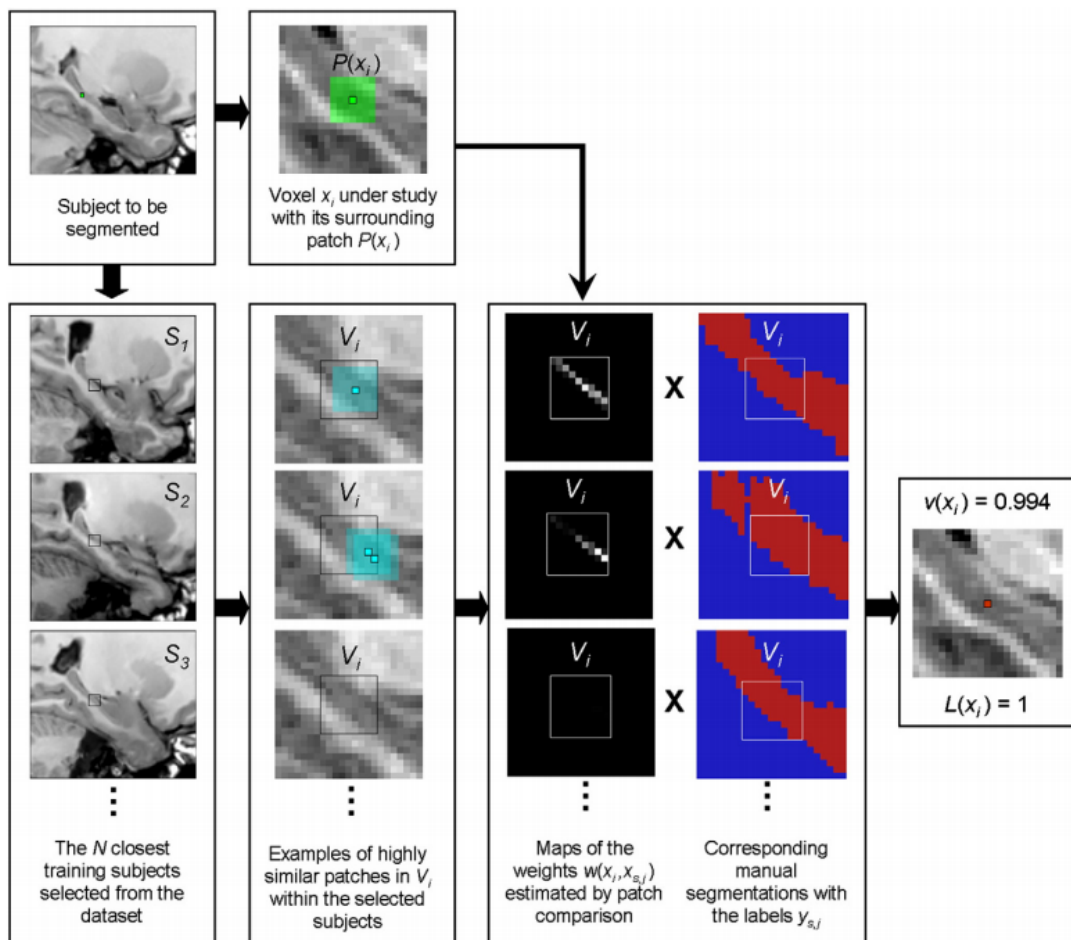 P(xi)
Subject to be
segmented
Voxel xi under study
with its surrounding
patch P(xi)
S1
S2
S3
The N closest
training subjects
selected from the
dataset
Vi
Vi
Vi
Examples of highly
similar patches in Vi
within the selected
subjects
Vi
X
Vi
Vi
X
Vi
Vi
X
Vi
Maps of the
weights w(xi,xs,j)
estimated by patch
comparison
Corresponding
manual
segmentations with
the labels ys,j
v(xi) = 0.994
L(xi) = 1